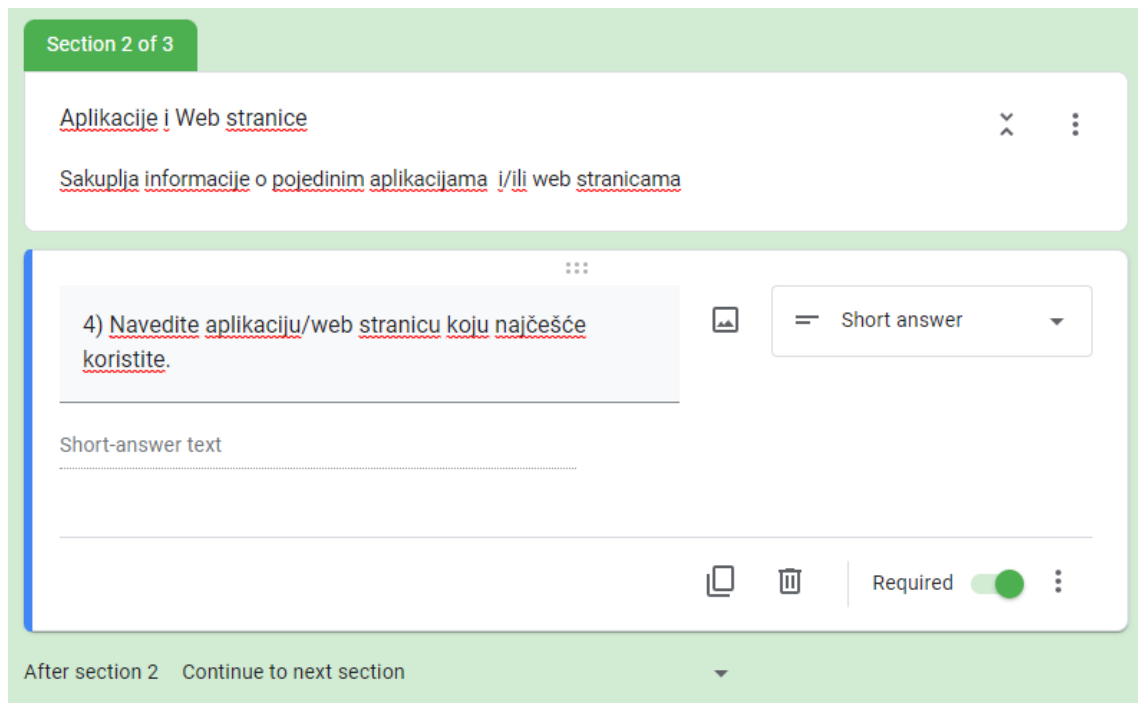 Section 2 of 3
Aplikacije i Web stranice
Sakuplja informacije o pojedinim aplikacijama  i/ili web stranicama
4) Navedite aplikaciju/web stranicu koju najčešće
koristite.
Short answer
Short-answer text
Required
After section 2 Continue to next section